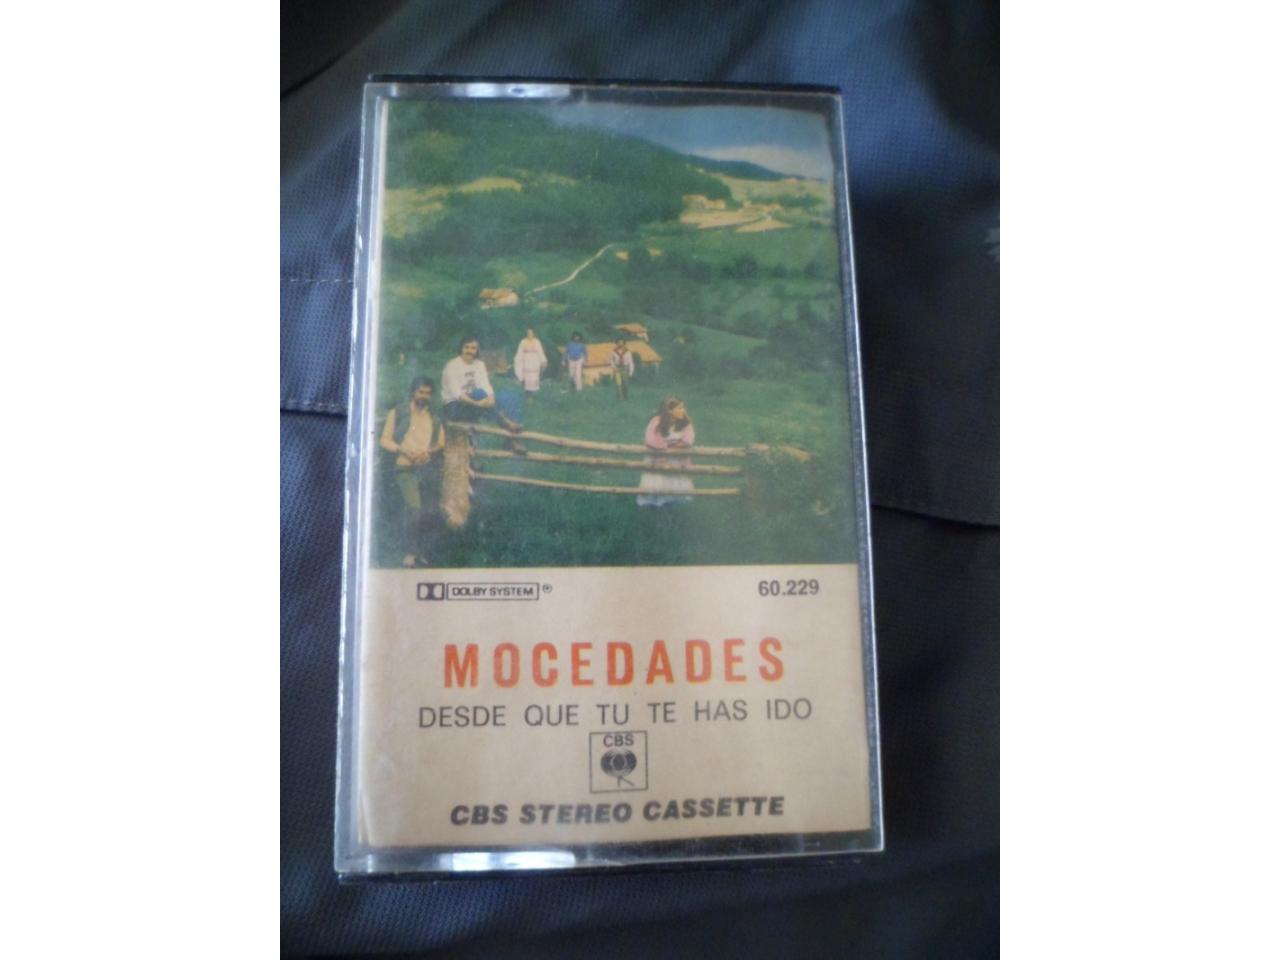 DOLBY SYSTEM ® 60.229
MOCEDADES
DESDE QUE TU TE HAS IDO
CBS
CBS STEREO CASSETTE